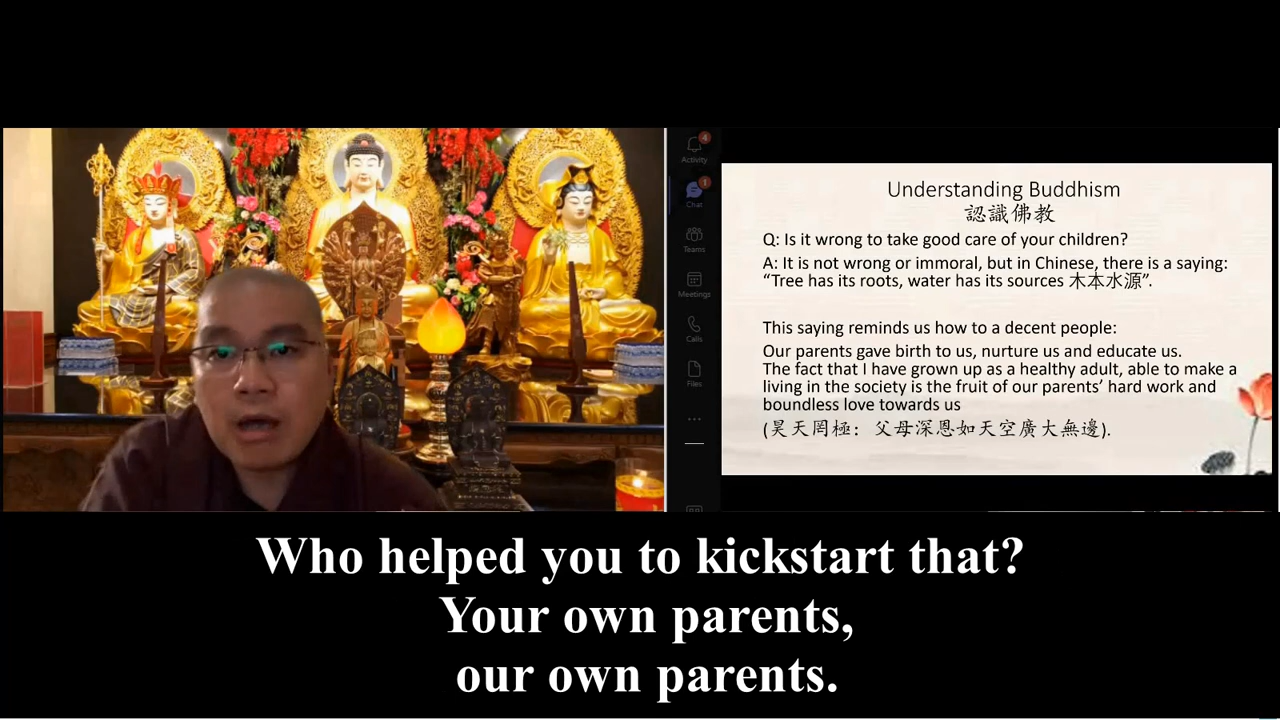 4
Activity
1
Chat
Teams
Meetings
Calls
Files
...
Understanding Buddhism
認識佛教
Q: Is it wrong to take good care of your children?
A: It is not wrong or immoral, but in Chinese, there is a saying:
“Tree has its roots, water has its sources 木本水源”.
This saying reminds us how to a decent people:
Our parents gave birth to us, nurture us and educate us.
The fact that I have grown up as a healthy adult, able to make a
living in the society is the fruit of our parents’ hard work and
boundless love towards us
(昊天罔極：父母深恩如天空廣大無邊).
Who helped you to kickstart that?
Your own parents,
our own parents.